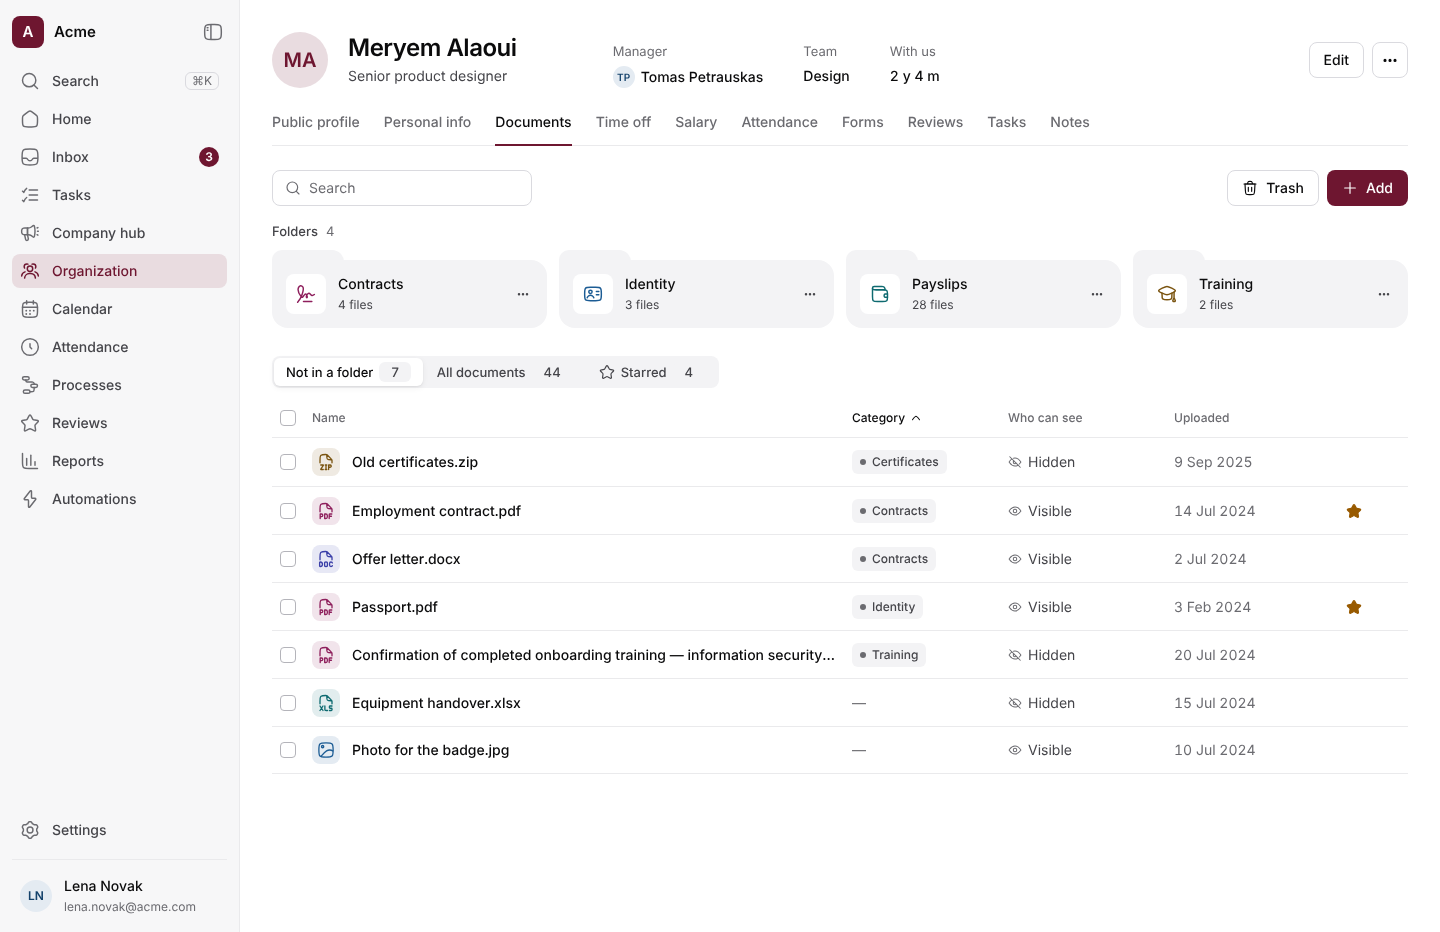 A Acme
Search ⌘K
Home
Inbox 3
Tasks
Company hub
Organization
Calendar
Attendance
Processes
Reviews
Reports
Automations
Settings
LN Lena Novak
lena.novak@acme.com
MA
Meryem Alaoui
Senior product designer
Manager
TP Tomas Petrauskas
Team
Design
With us
2 y 4 m
Edit
Public profile Personal info Documents Time off Salary Attendance Forms Reviews Tasks Notes
Search
Trash
Add
Folders 4
Contracts
4 files
Identity
3 files
Payslips
28 files
Training
2 files
Not in a folder 7 All documents 44 Starred 4
Name Category Who can see Uploaded
ZIP Old certificates.zip Certificates Hidden 9 Sep 2025
PDF Employment contract.pdf Contracts Visible 14 Jul 2024
DOC Offer letter.docx Contracts Visible 2 Jul 2024
PDF Passport.pdf Identity Visible 3 Feb 2024
PDF Confirmation of completed onboarding training — information security… Training Hidden 20 Jul 2024
XLS Equipment handover.xlsx — Hidden 15 Jul 2024
Photo for the badge.jpg — Visible 10 Jul 2024